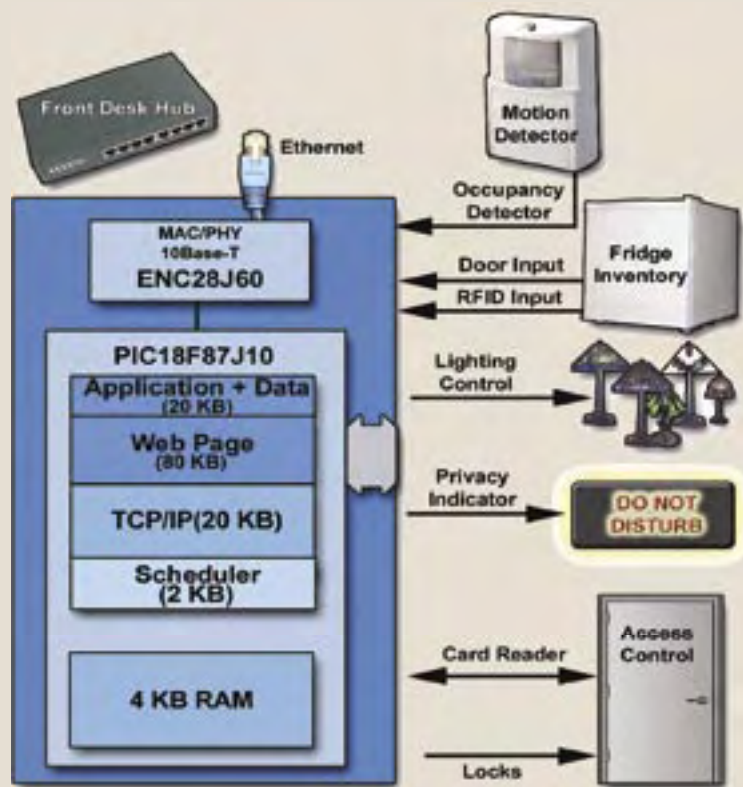 Front Desk Hub
Ethernet
Motion
Detector
Occupancy
Detector
MAC/PHY
10Base-T
ENC28J60
Door Input
RFID Input
Fridge
Inventory
PIC18F87J10
Application + Data
(20 KB)
Web Page
(80 KB)
TCP/IP(20 KB)
Scheduler
(2 KB)
4 KB RAM
Lighting
Control
Privacy
Indicator
DO NOT
DISTURB
Card Reader
Access
Control
Locks